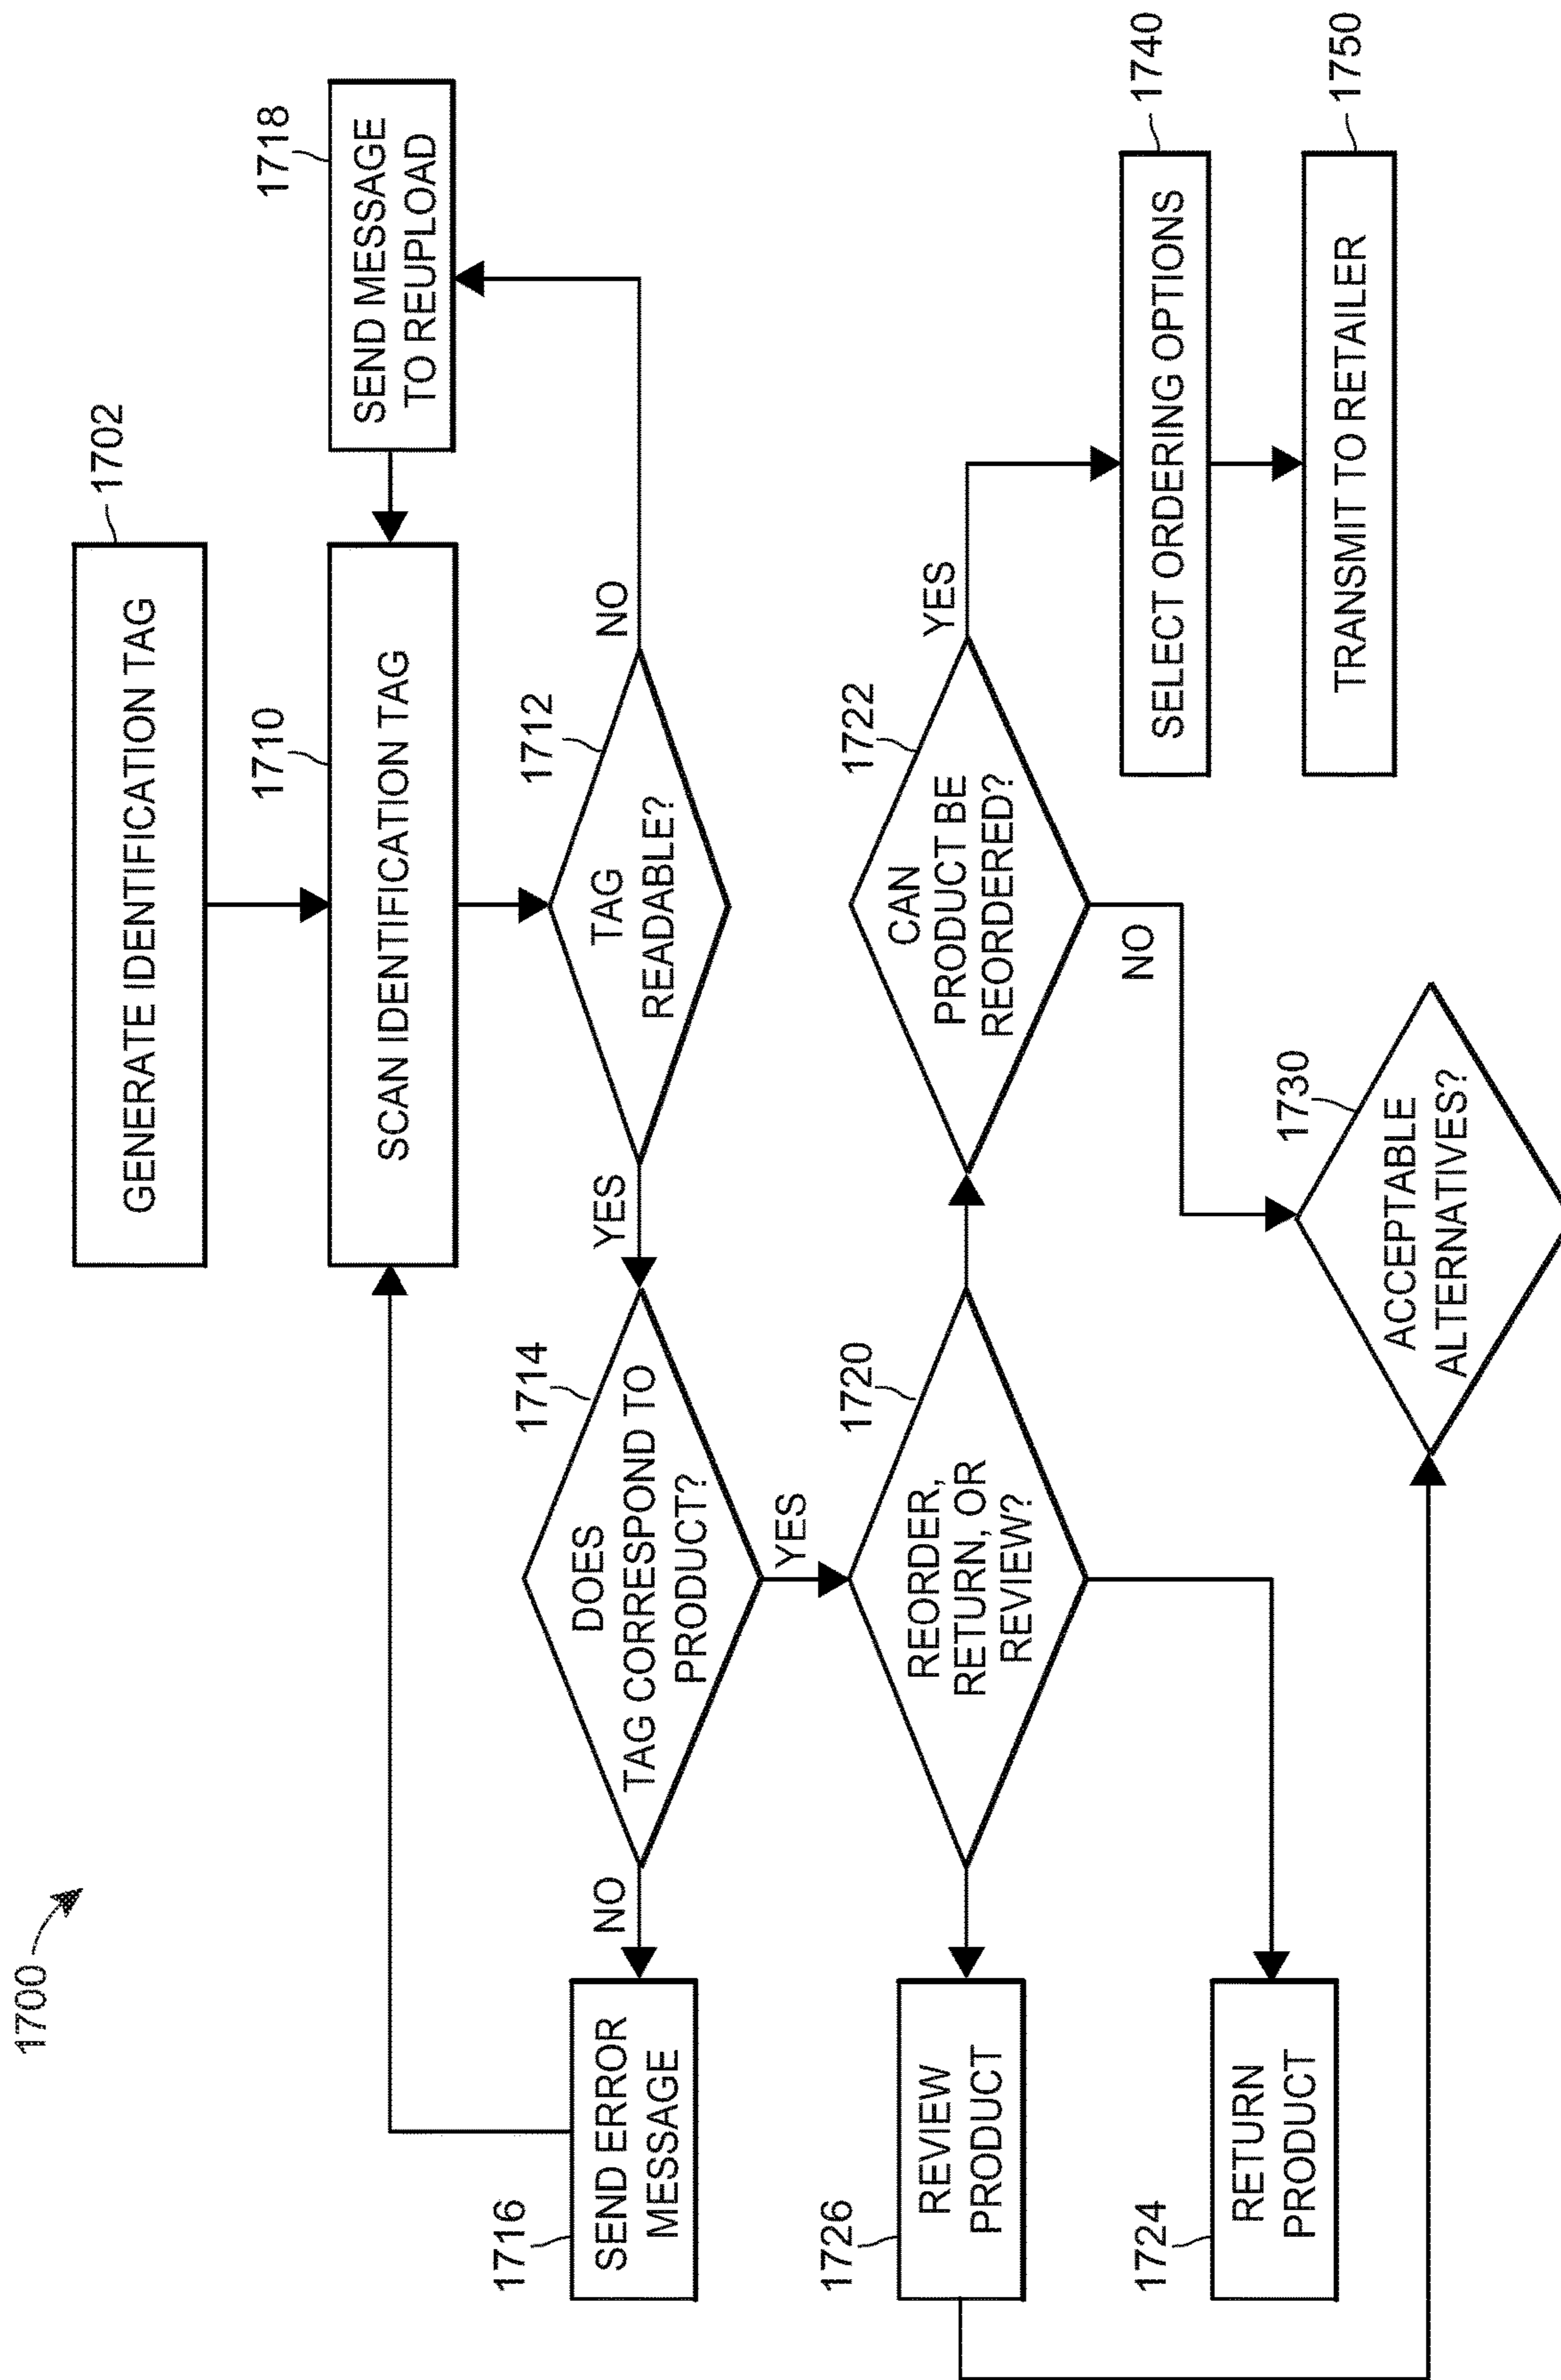 1700
GENERATE IDENTIFICATION TAG
1702
SCAN IDENTIFICATION TAG
1710
SEND MESSAGE
TO REUPLOAD
1718
TAG
READABLE?
1712
NO
YES
DOES
TAG CORRESPOND TO
PRODUCT?
1714
NO
YES
SEND ERROR
MESSAGE
1716
REORDER,
RETURN, OR
REVIEW?
1720
REVIEW
PRODUCT
1726
RETURN
PRODUCT
1724
CAN
PRODUCT BE
REORDERED?
1722
YES
NO
SELECT ORDERING OPTIONS
1740
TRANSMIT TO RETAILER
1750
ACCEPTABLE
ALTERNATIVES?
1730